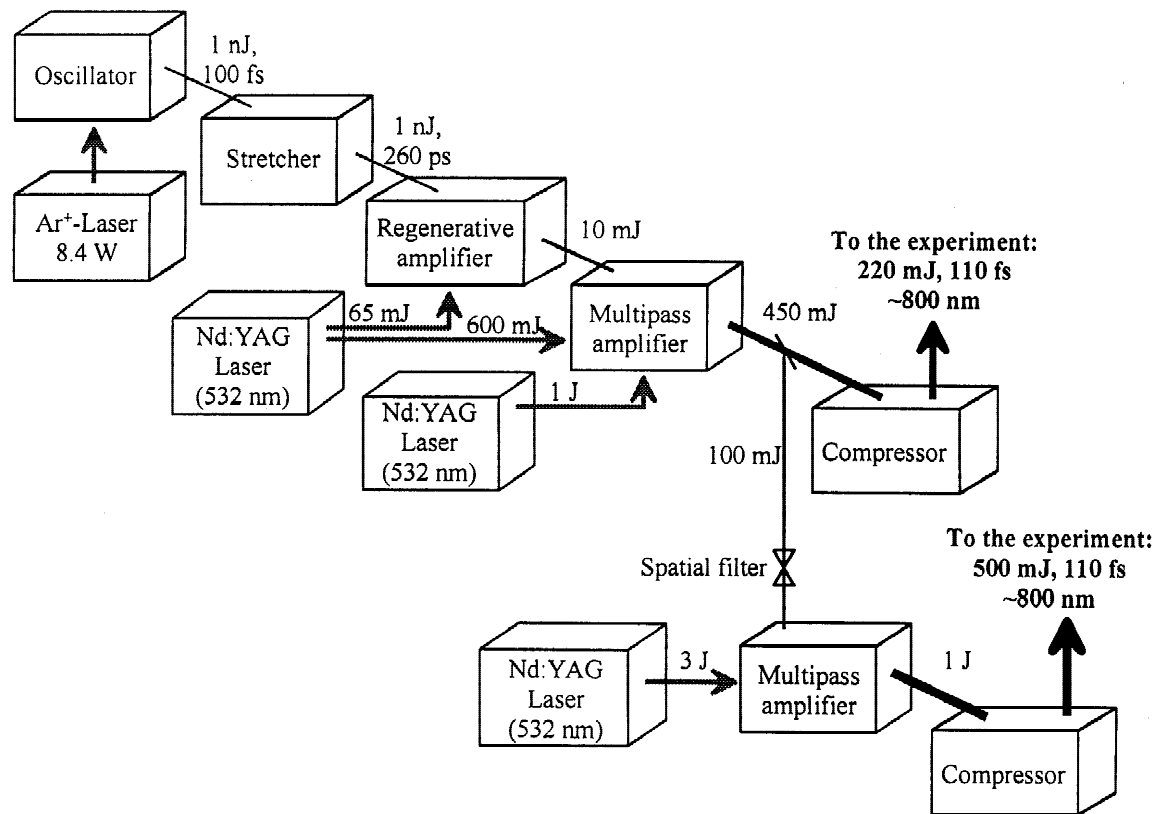 Oscillator
1 nJ,
100 fs
Stretcher
1 nJ,
260 ps
Ar⁺-Laser
8.4 W
Regenerative
amplifier
10 mJ
To the experiment:
220 mJ, 110 fs
~800 nm
Nd:YAG
Laser
(532 nm)
65 mJ
600 mJ
Multipass
amplifier
450 mJ
Nd:YAG
Laser
(532 nm)
1 J
100 mJ
Compressor
Spatial filter
To the experiment:
500 mJ, 110 fs
~800 nm
Nd:YAG
Laser
(532 nm)
3 J
Multipass
amplifier
1 J
Compressor